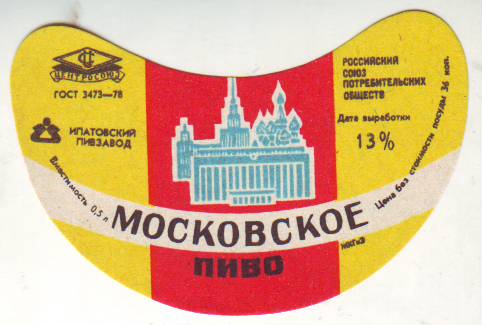 ЦЕНТРОСОЮЗ
ГОСТ 3473—78
ИПАТОВСКИЙ
ПИВЗАВОД
Вместимость 0,5 л
РОССИЙСКИЙ
СОЮЗ
ПОТРЕБИТЕЛЬСКИХ
ОБЩЕСТВ
Дата выработки
13%
Цена без стоимости посуды 36 коп.
МОСКОВСКОЕ
ПИВО